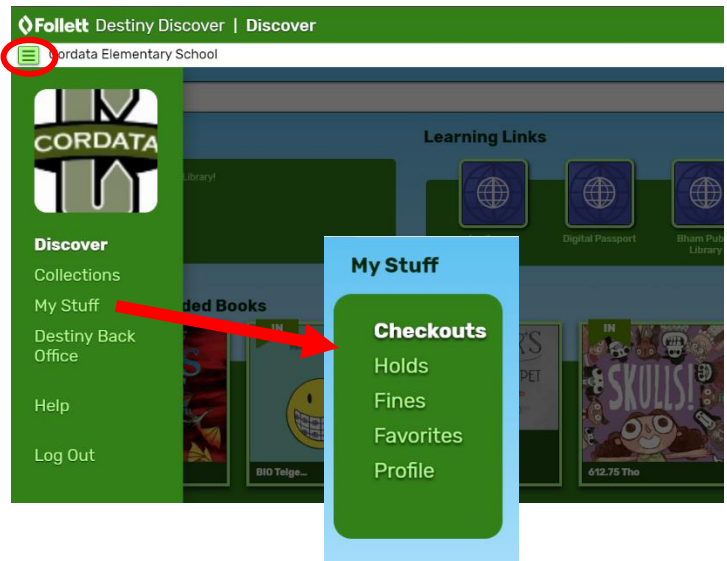 Follett Destiny Discover | Discover
Cordata Elementary School
CORDATA
Discover
Collections
My Stuff
Destiny Back
Office
Help
Log Out
Library!
Learning Links
Digital Passport
Bham Pub
Library
ded Books
IN
BIO Telge...
My Stuff
Checkouts
Holds
Fines
Favorites
Profile
PET
IN
SKULLS!
612.75 Tho